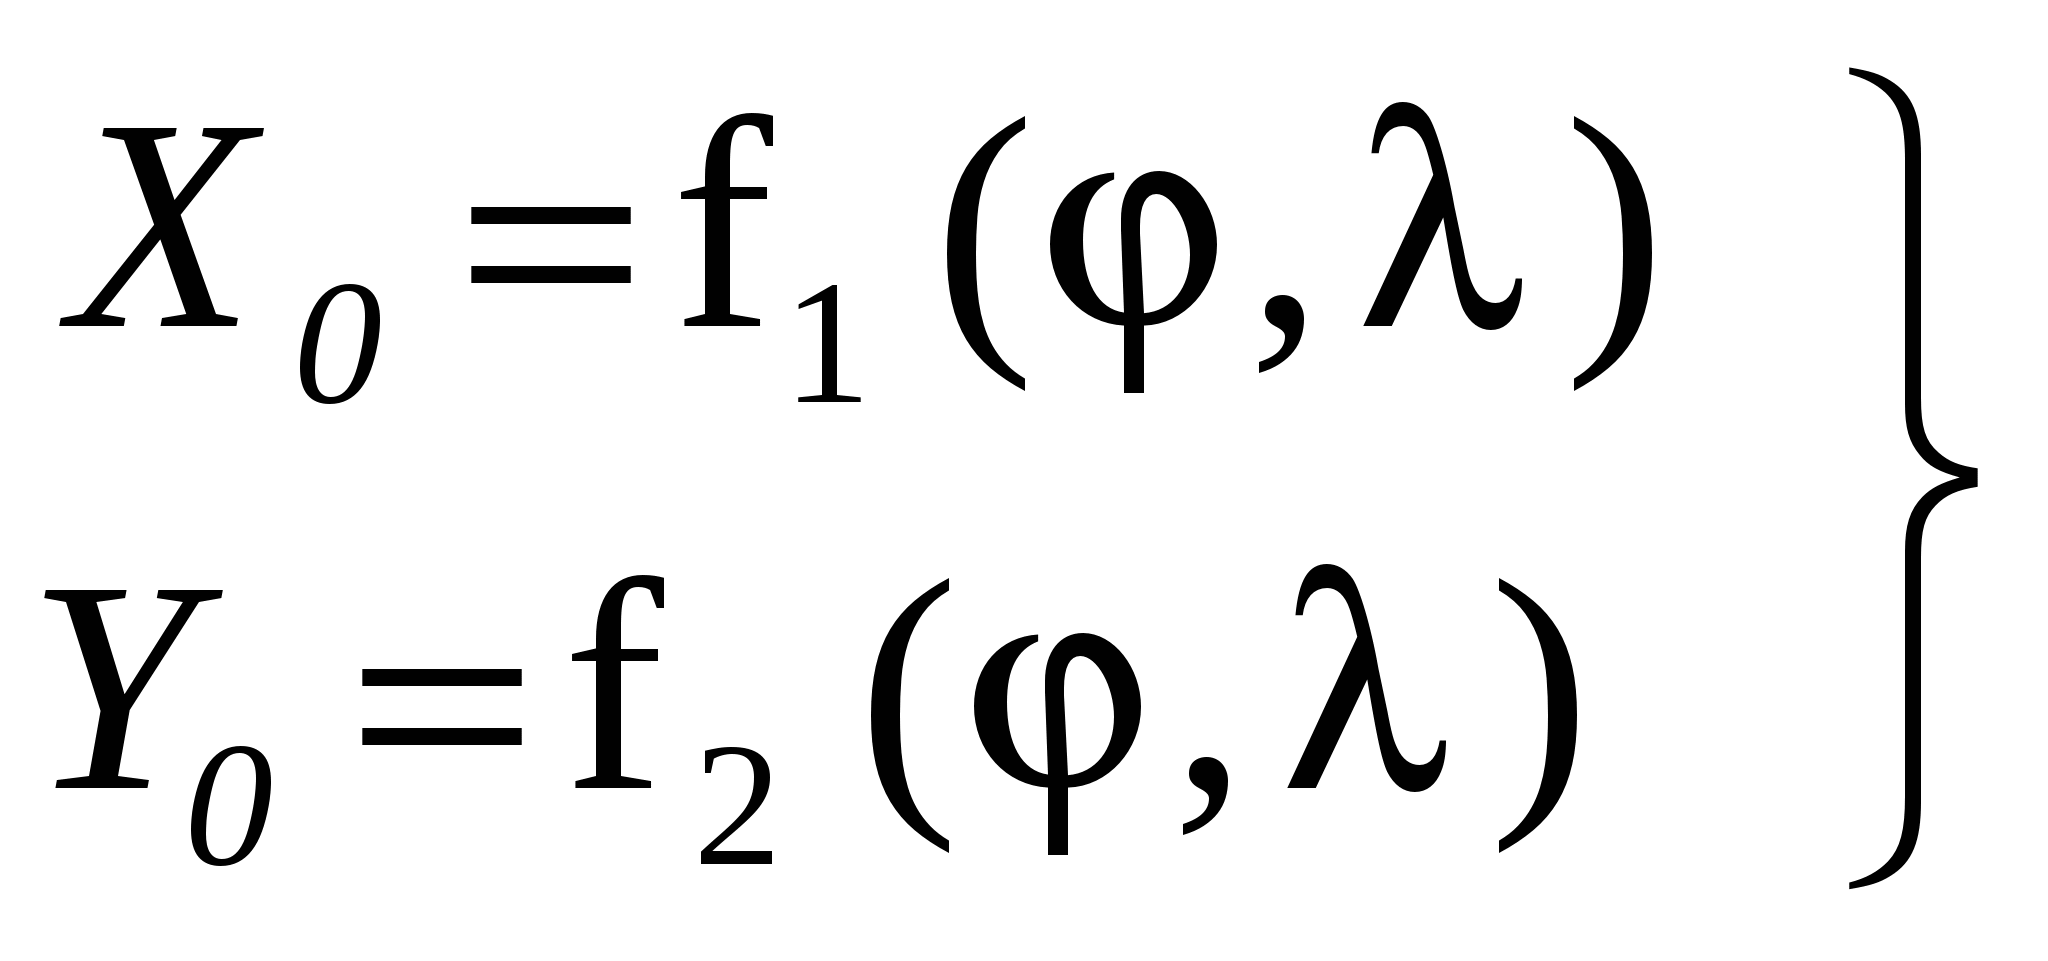 X₀ = f₁ (φ, λ)
Y₀ = f₂ (φ, λ)